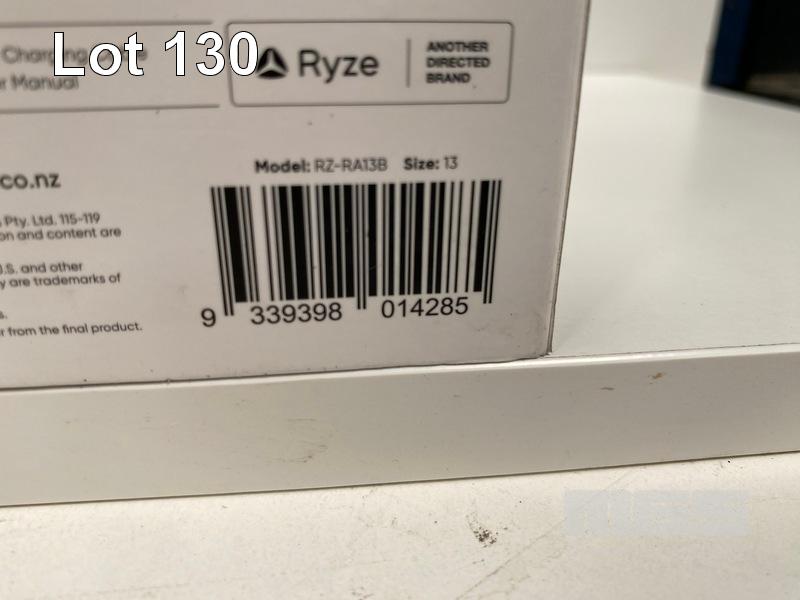 Lot 130
Charging
Manual
Ryze
ANOTHER
DIRECTED
BRAND
Model: RZ-RA13B Size: 13
co.nz
Pty. Ltd. 115-119
and content are
U.S. and other
are trademarks of
from the final product.
9 339398 014285